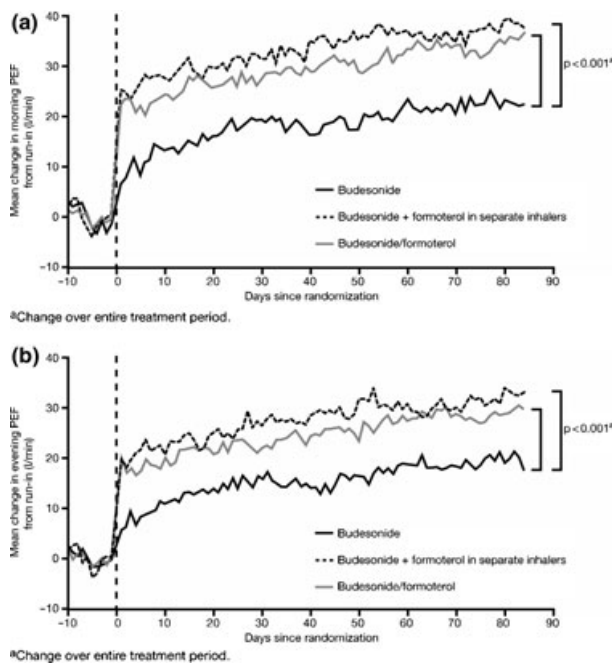 (a)
40
30
20
10
0
−10
Mean change in morning PEF
from run-in (l/min)
p<0.001ª
Budesonide
Budesonide + formoterol in separate inhalers
Budesonide/formoterol
−10 0 10 20 30 40 50 60 70 80 90
Days since randomization
ªChange over entire treatment period.
(b)
40
30
20
10
0
−10
Mean change in evening PEF
from run-in (l/min)
p<0.001ª
Budesonide
Budesonide + formoterol in separate inhalers
Budesonide/formoterol
−10 0 10 20 30 40 50 60 70 80 90
Days since randomization
ªChange over entire treatment period.